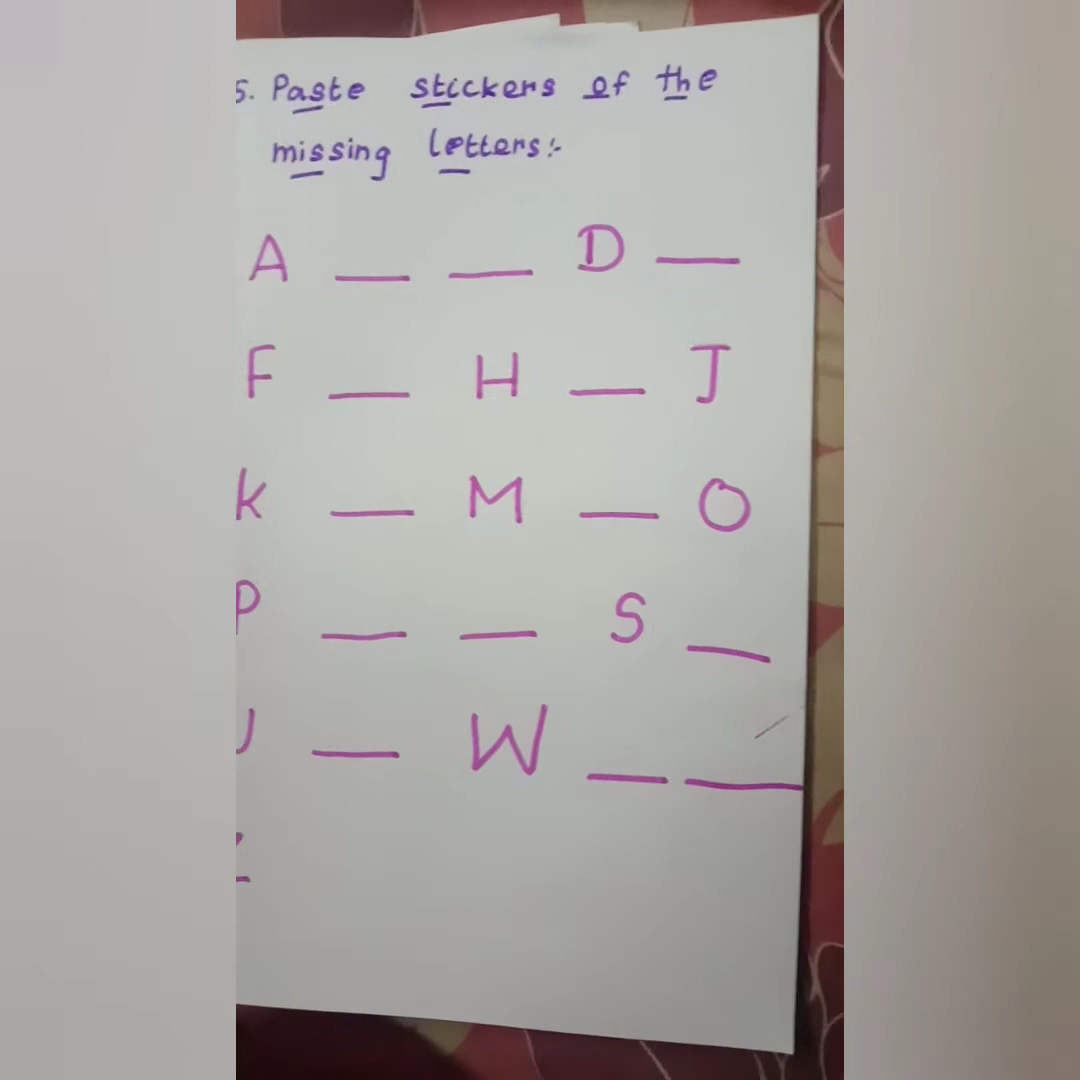 5. Paste stickers of the
missing letters:-
A __ __ D __
F __ H __ J
K __ M __ O
P __ __ S __
U __ W __ __